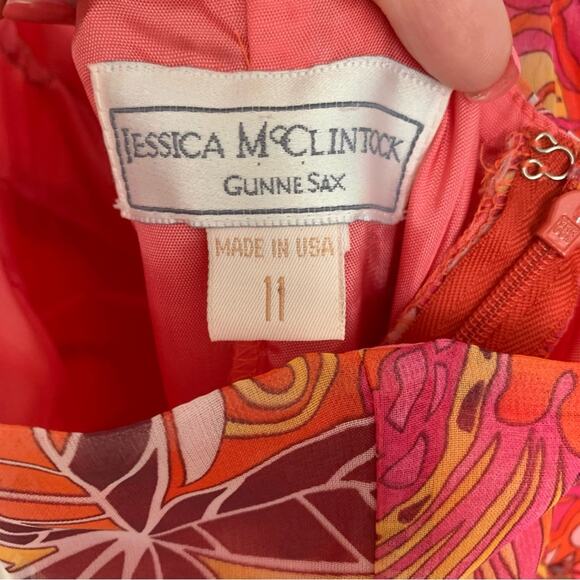 JESSICA McCLINTOCK
GUNNE SAX
MADE IN USA
11